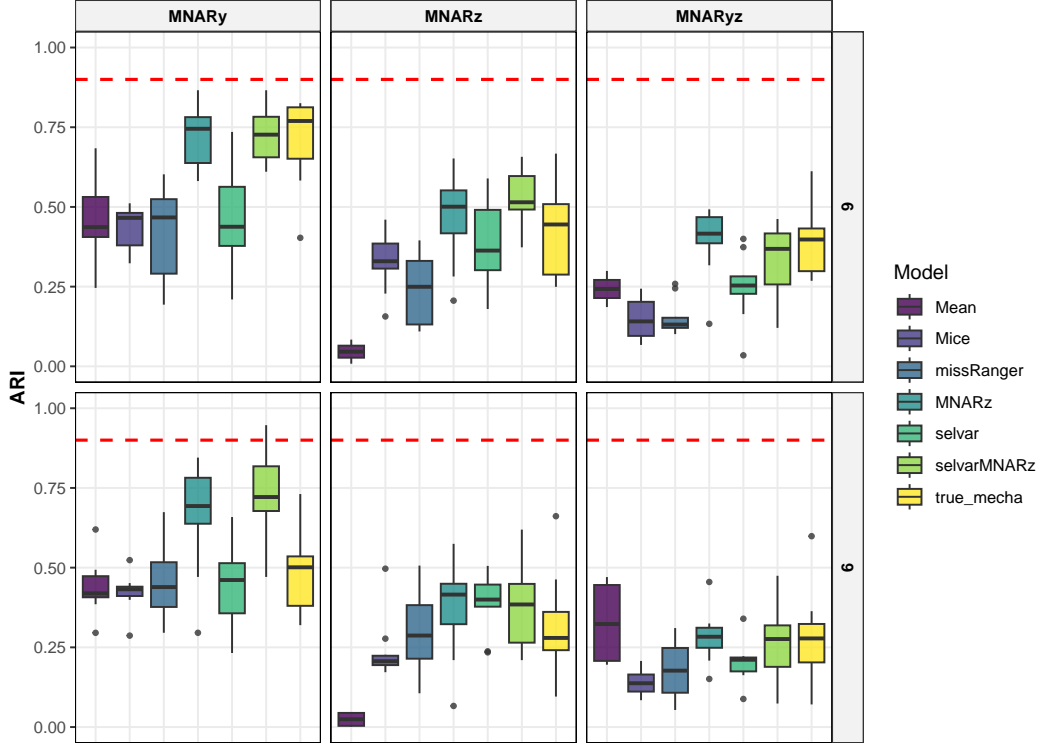 MNARy
MNARz
MNARyz
1.00
0.75
0.50
0.25
0.00
6
ARI
1.00
0.75
0.50
0.25
0.00
9
Model
Mean
Mice
missRanger
MNARz
selvar
selvarMNARz
true_mecha